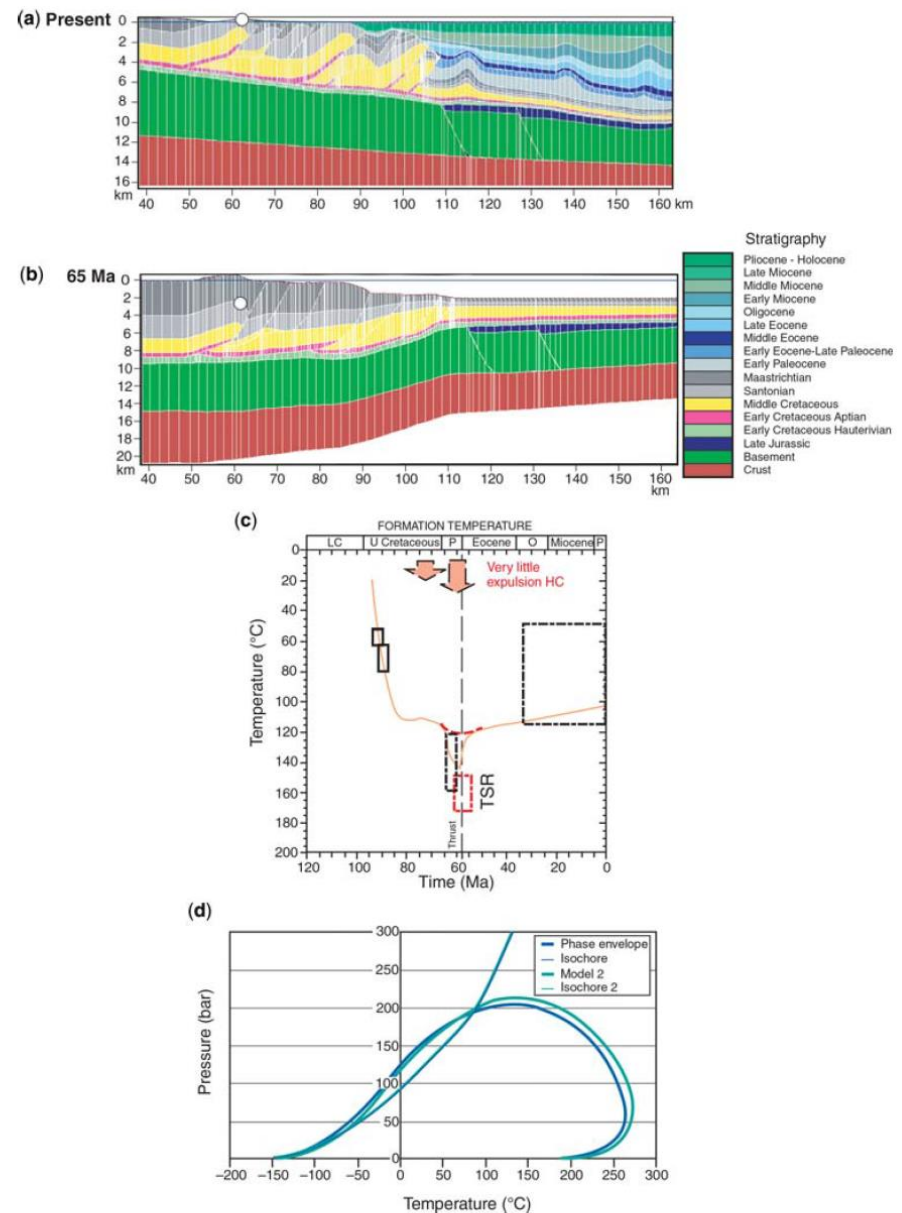 (a) Present
0
2
4
6
8
10
12
14
16
km
40 50 60 70 80 90 100 110 120 130 140 150 160 km
(b) 65 Ma
0
2
4
6
8
10
12
14
16
18
20
km
40 50 60 70 80 90 100 110 120 130 140 150 160
km
Stratigraphy
Pliocene - Holocene
Late Miocene
Middle Miocene
Early Miocene
Oligocene
Late Eocene
Middle Eocene
Early Eocene-Late Paleocene
Early Paleocene
Maastrichtian
Santonian
Middle Cretaceous
Early Cretaceous Aptian
Early Cretaceous Hauterivian
Late Jurassic
Basement
Crust
(c)
FORMATION TEMPERATURE
LC U Cretaceous P Eocene O Miocene P
Very little
expulsion HC
Temperature (°C)
0
20
40
60
80
100
120
140
160
180
200
TSR
Thrust
120 100 80 60 40 20 0
Time (Ma)
(d)
Pressure (bar)
300
250
200
150
100
50
0
Phase envelope
Isochore
Model 2
Isochore 2
−200 −150 −100 −50 0 50 100 150 200 250 300
Temperature (°C)